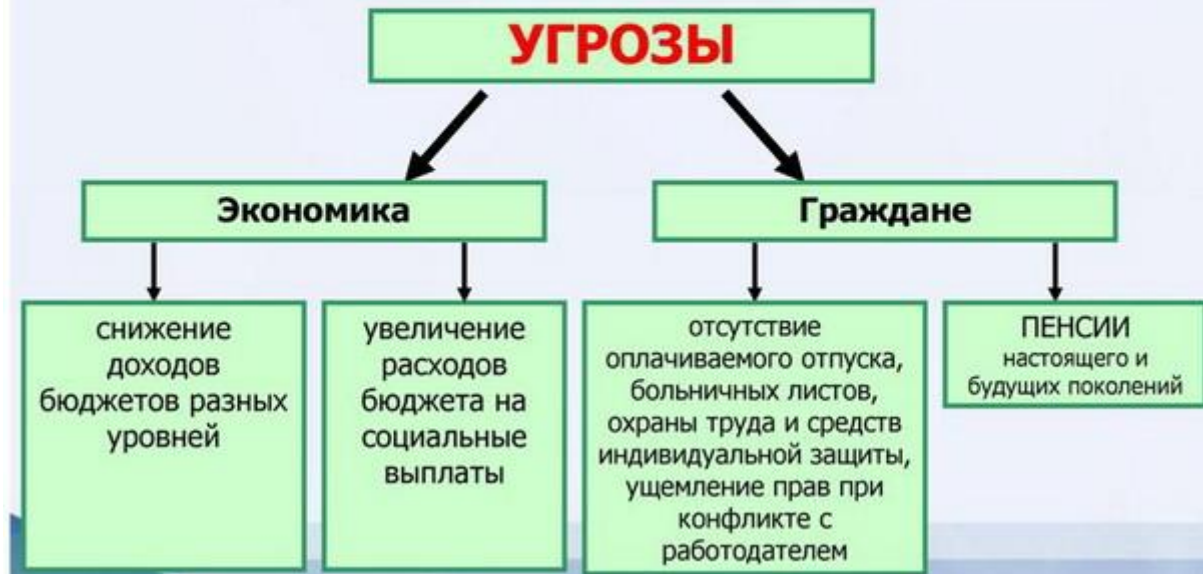 УГРОЗЫ
Экономика
Граждане
снижение
доходов
бюджетов разных
уровней
увеличение
расходов
бюджета на
социальные
выплаты
отсутствие
оплачиваемого отпуска,
больничных листов,
охраны труда и средств
индивидуальной защиты,
ущемление прав при
конфликте с
работодателем
ПЕНСИИ
настоящего и
будущих поколений